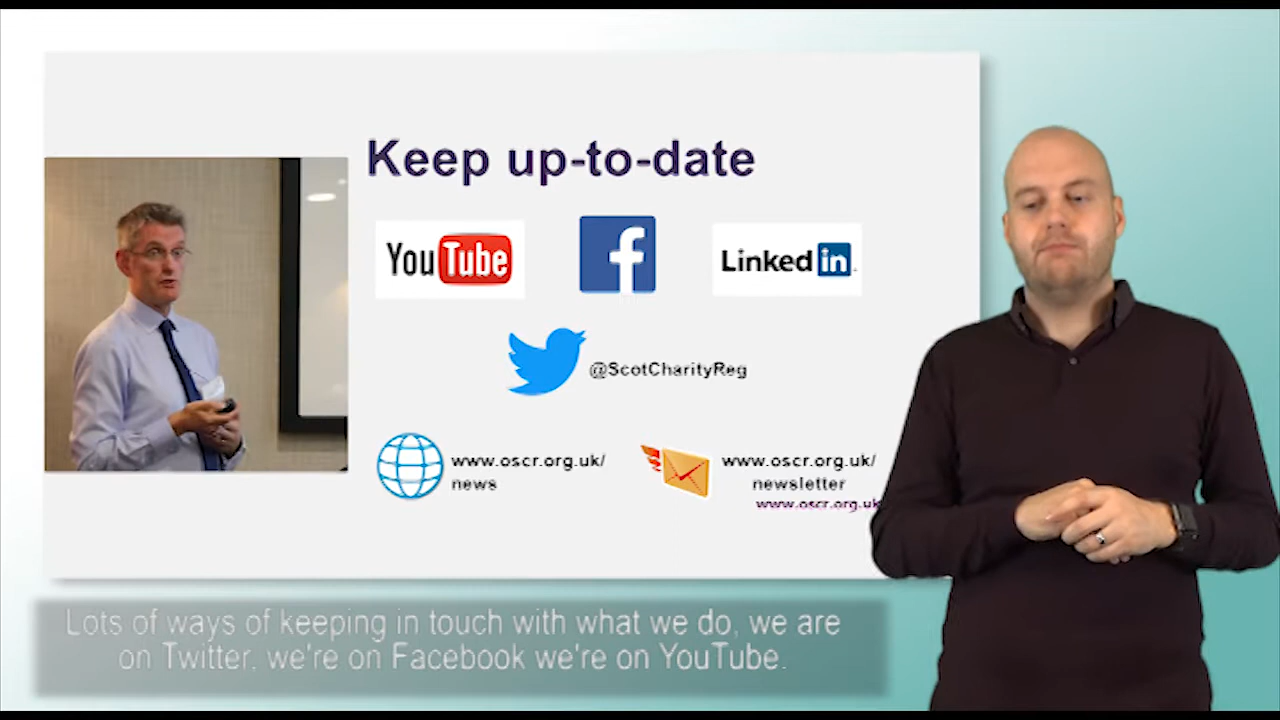 Keep up-to-date
YouTube
f
Linked in
@ScotCharityReg
www.oscr.org.uk/
news
www.oscr.org.uk/
newsletter
www.oscr.org.uk
Lots of ways of keeping in touch with what we do, we are
on Twitter, we're on Facebook we're on YouTube.